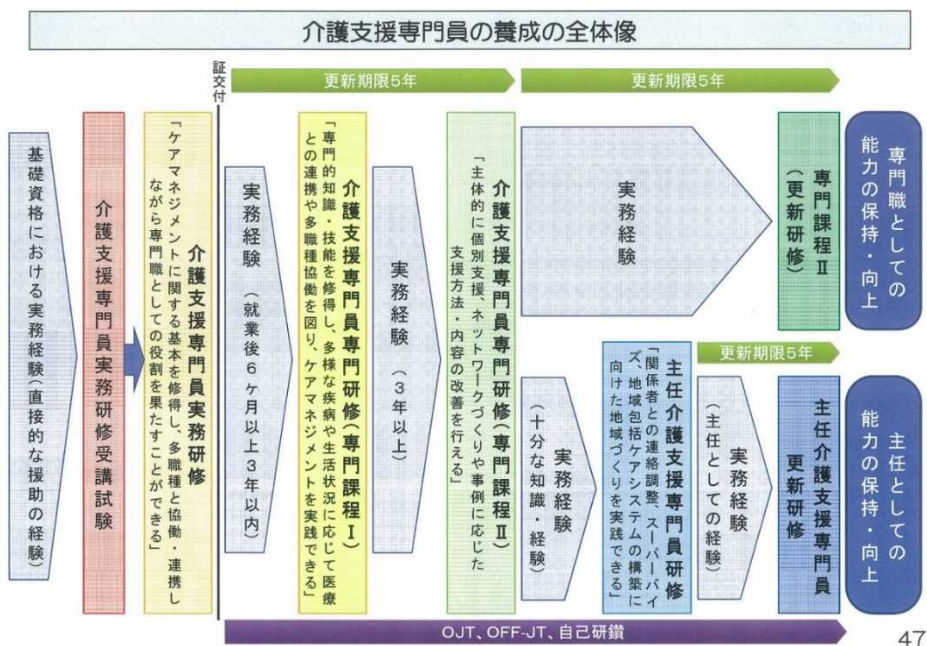 介護支援専門員の養成の全体像
証交付
更新期限5年
更新期限5年
基礎資格における実務経験(直接的な援助の経験)
介護支援専門員実務研修受講試験
介護支援専門員実務研修
「ケアマネジメントに関する基本を修得し、多職種と協働・連携し
ながら専門職としての役割を果たすことができる」
実務経験 (就業後6ヶ月以上3年以内)
介護支援専門員専門研修(専門課程Ⅰ)
「専門的知識・技能を修得し、多様な疾病や生活状況に応じて医療
との連携や多職種協働を図り、ケアマネジメントを実践できる」
実務経験 (3年以上)
介護支援専門員専門研修(専門課程Ⅱ)
「主体的に個別支援、ネットワークづくりや事例に応じた
支援方法・内容の改善を行える」
実務経験
専門課程Ⅱ
(更新研修)
専門職としての
能力の保持・向上
実務経験
(十分な知識・経験)
主任介護支援専門員研修
「関係者との連絡調整、スーパーバイ
ズ、地域包括ケアシステムの構築に
向けた地域づくりを実践できる」
更新期限5年
実務経験
(主任としての経験)
主任介護支援専門員
更新研修
主任としての
能力の保持・向上
OJT、OFF-JT、自己研鑽
47